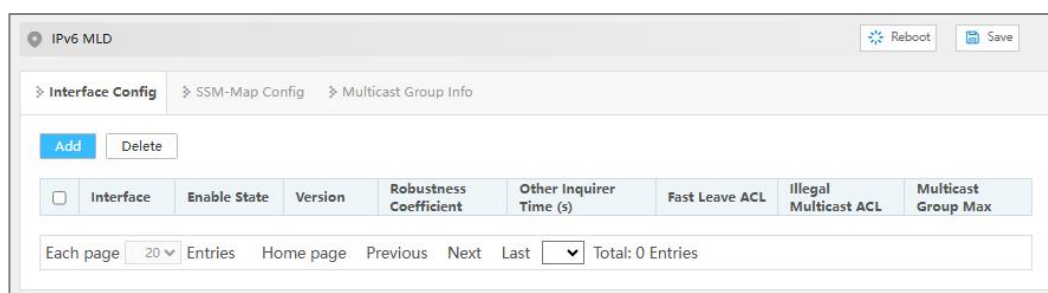 IPv6 MLD Reboot Save
Interface Config SSM-Map Config Multicast Group Info
Add Delete
Interface Enable State Version Robustness Coefficient Other Inquirer Time (s) Fast Leave ACL Illegal Multicast ACL Multicast Group Max
Each page 20 Entries Home page Previous Next Last Total: 0 Entries